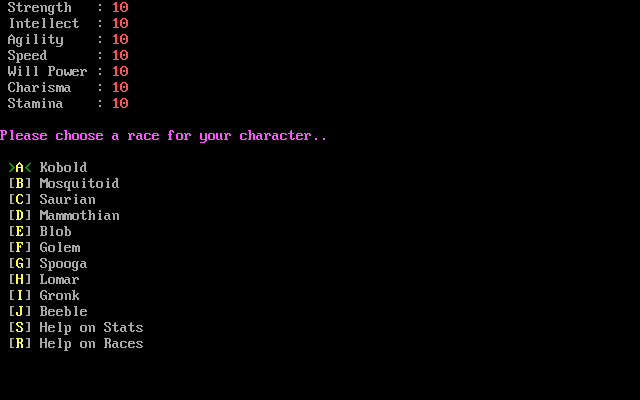 Strength   : 10
Intellect  : 10
Agility    : 10
Speed      : 10
Will Power : 10
Charisma   : 10
Stamina    : 10
Please choose a race for your character..
>A< Kobold
[B] Mosquitoid
[C] Saurian
[D] Mammothian
[E] Blob
[F] Golem
[G] Spooga
[H] Lomar
[I] Gronk
[J] Beeble
[S] Help on Stats
[R] Help on Races